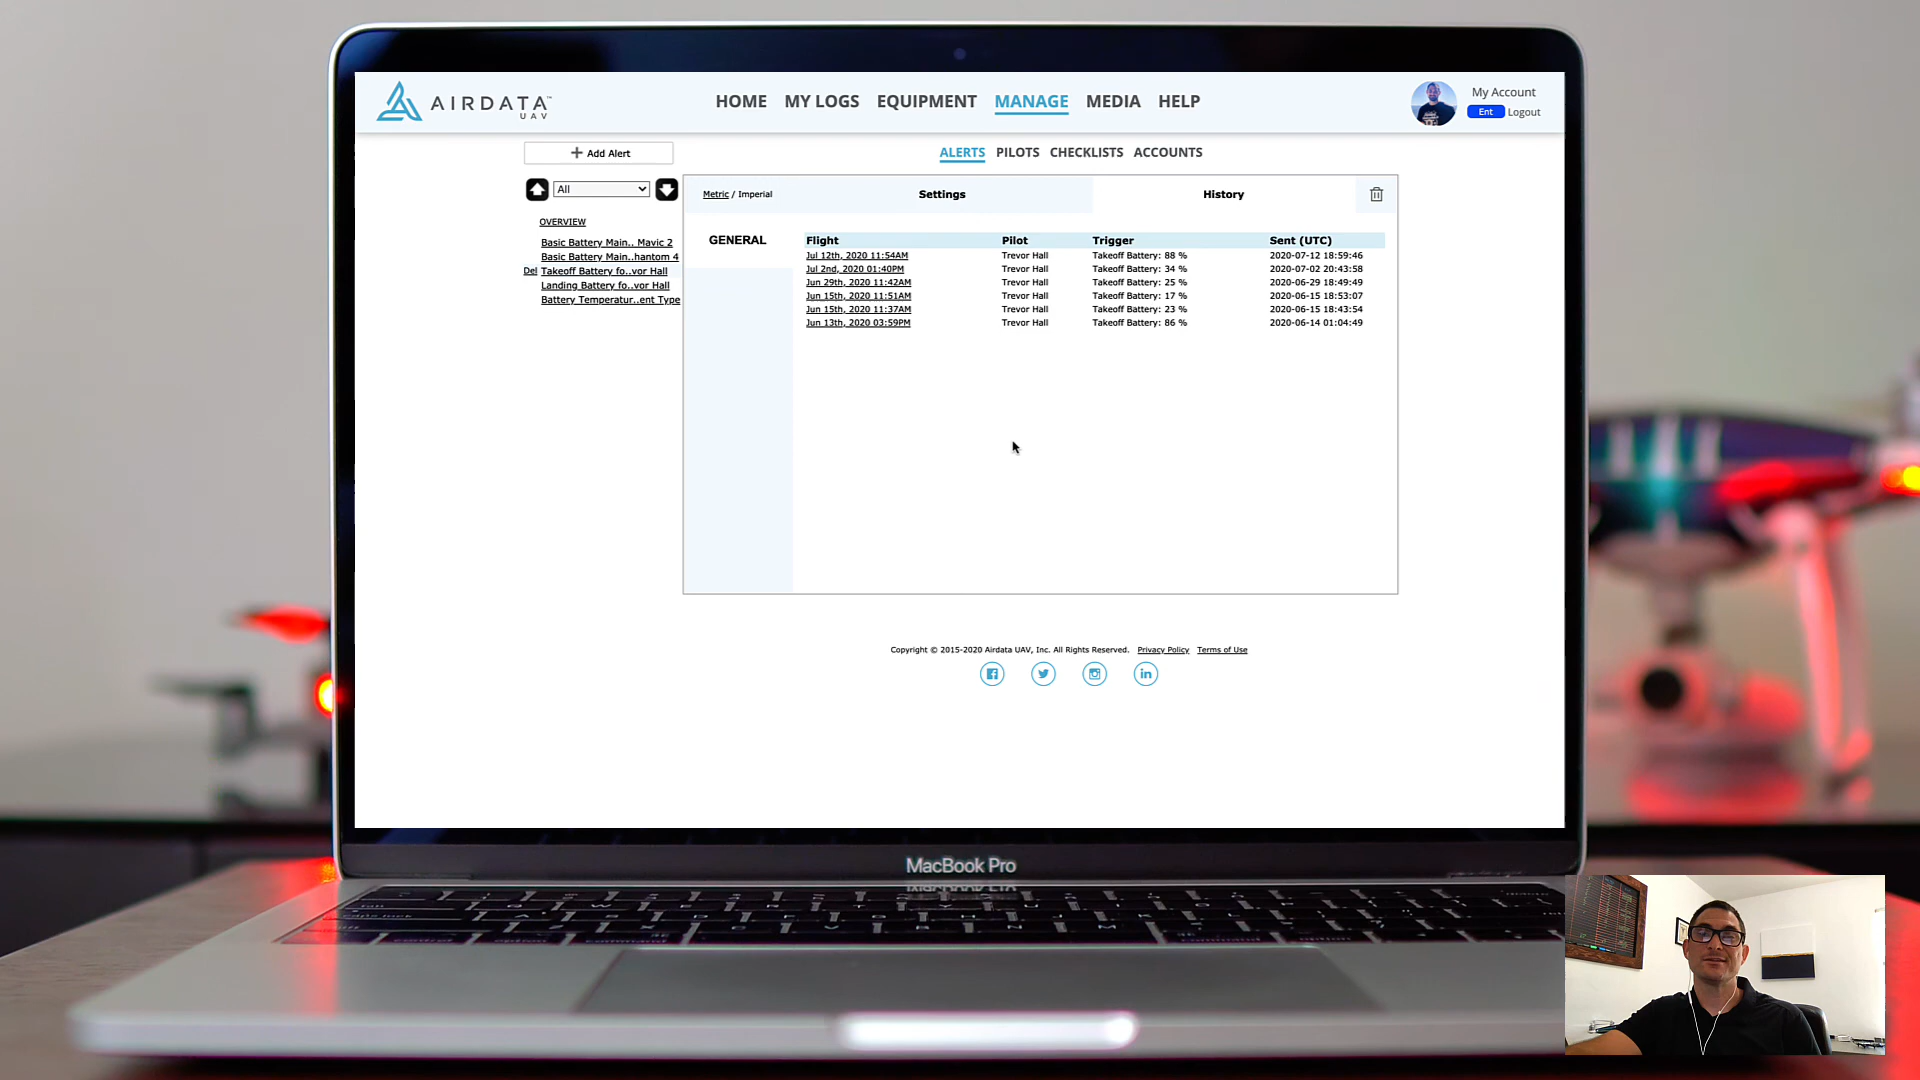 AIRDATA
UAV
HOME MY LOGS EQUIPMENT MANAGE MEDIA HELP
My Account
Ent Logout
+ Add Alert
ALERTS PILOTS CHECKLISTS ACCOUNTS
All
Metric / Imperial Settings History
OVERVIEW
Basic Battery Main.. Mavic 2
Basic Battery Main..hantom 4
Del Takeoff Battery fo..vor Hall
Landing Battery fo..vor Hall
Battery Temperatur..ent Type
GENERAL
Flight Pilot Trigger Sent (UTC)
Jul 12th, 2020 11:54AM Trevor Hall Takeoff Battery: 88 % 2020-07-12 18:59:46
Jul 2nd, 2020 01:40PM Trevor Hall Takeoff Battery: 34 % 2020-07-02 20:43:58
Jun 29th, 2020 11:42AM Trevor Hall Takeoff Battery: 25 % 2020-06-29 18:49:49
Jun 15th, 2020 11:51AM Trevor Hall Takeoff Battery: 17 % 2020-06-15 18:53:07
Jun 15th, 2020 11:37AM Trevor Hall Takeoff Battery: 23 % 2020-06-15 18:43:54
Jun 13th, 2020 03:59PM Trevor Hall Takeoff Battery: 86 % 2020-06-14 01:04:49
Copyright © 2015-2020 Airdata UAV, Inc. All Rights Reserved. Privacy Policy Terms of Use
MacBook Pro